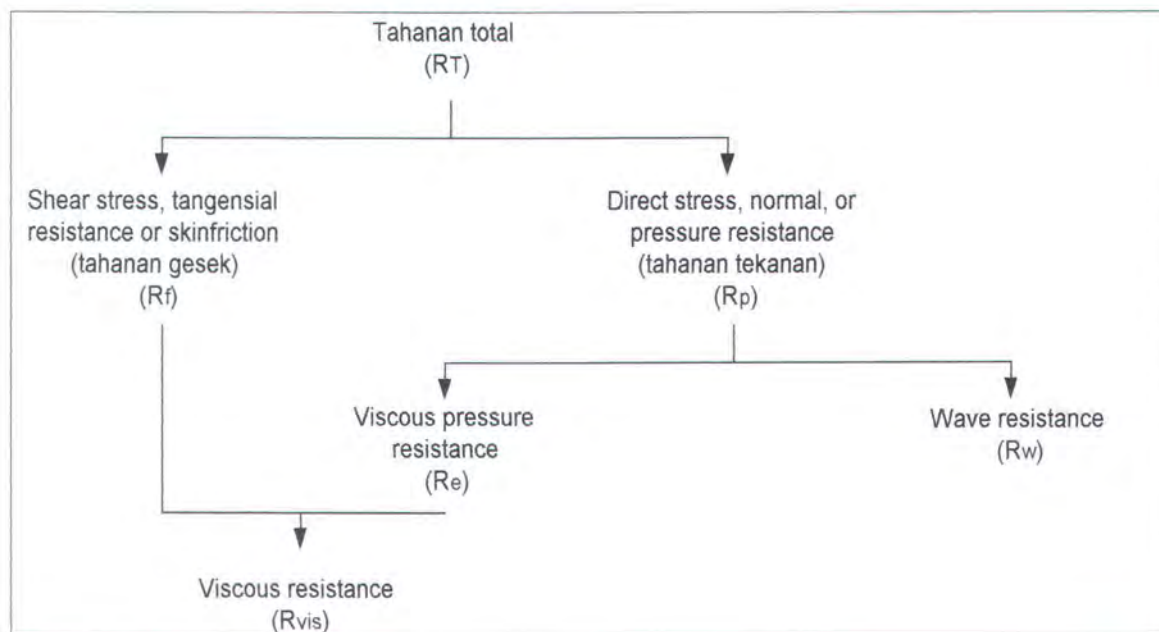 Tahanan total
(RT)
Shear stress, tangensial
resistance or skinfriction
(tahanan gesek)
(Rf)
Direct stress, normal, or
pressure resistance
(tahanan tekanan)
(Rp)
Viscous pressure
resistance
(Re)
Wave resistance
(Rw)
Viscous resistance
(Rvis)